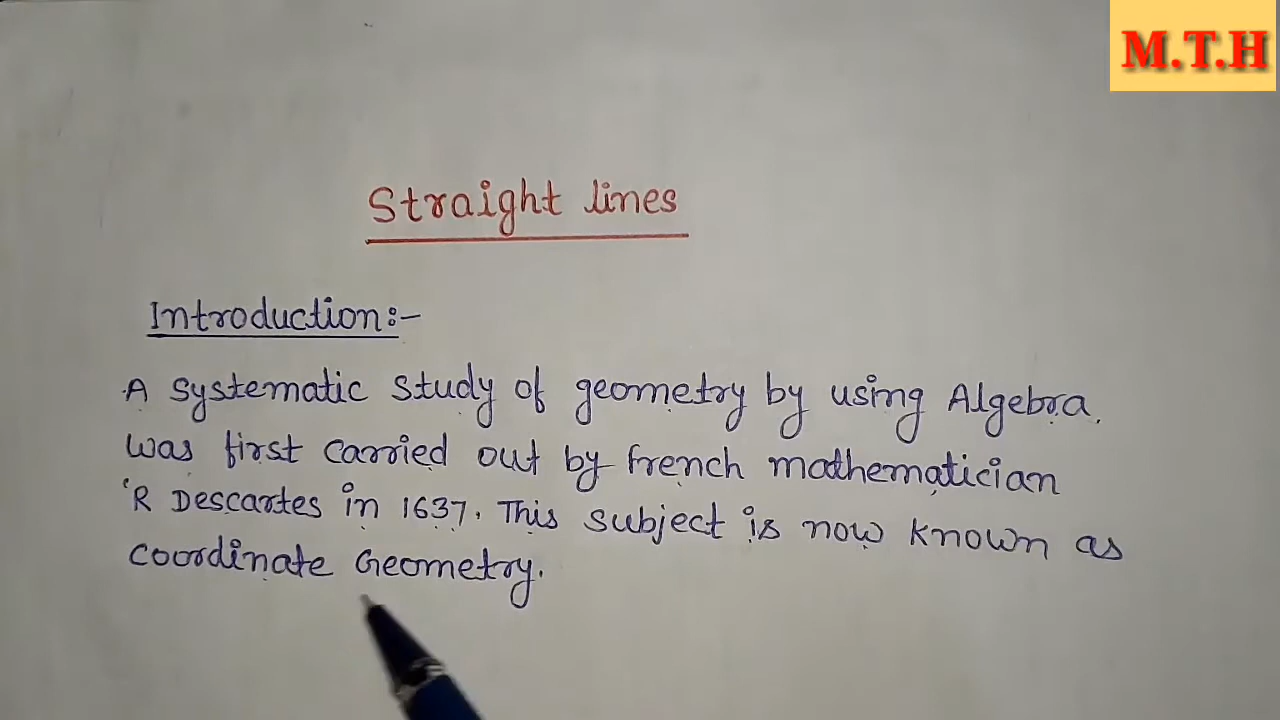 M.T.H
Straight lines
Introduction:-
A systematic study of geometry by using Algebra.
was first carried out by french mathematician
'R Descartes in 1637. This subject is now known as
coordinate Geometry.